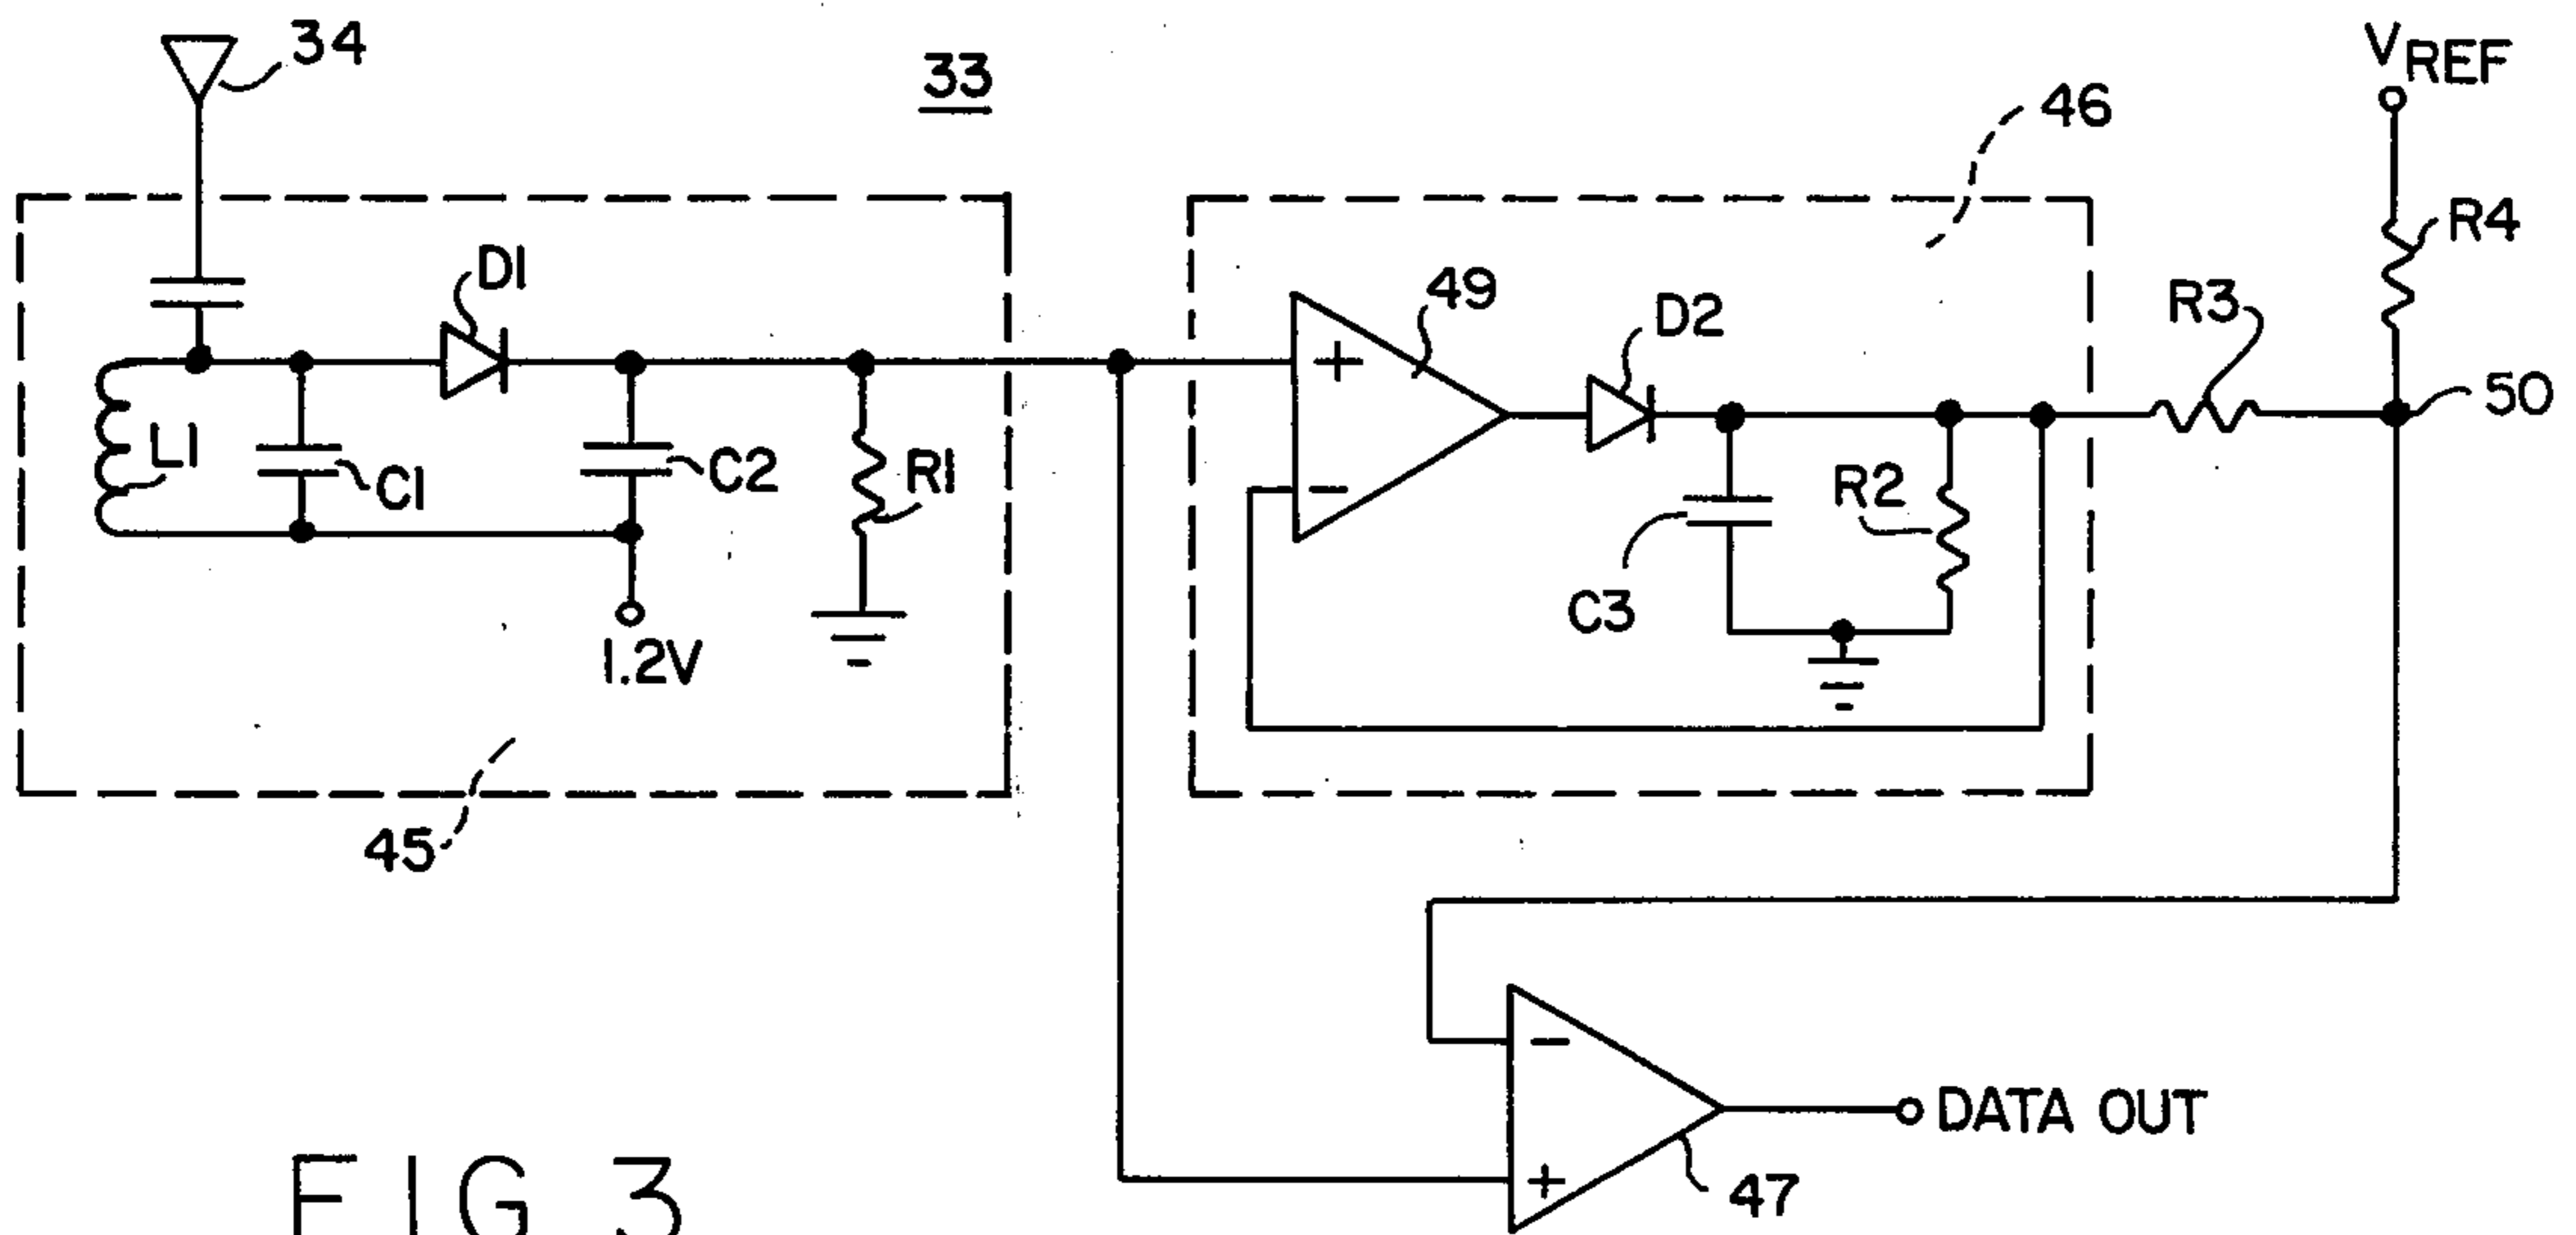 34
33
V REF
46
R4
D1
49
D2
R3
50
+
L1
C1
C2
R1
−
R2
C3
1.2V
45
−
DATA OUT
+
47
FIG 3